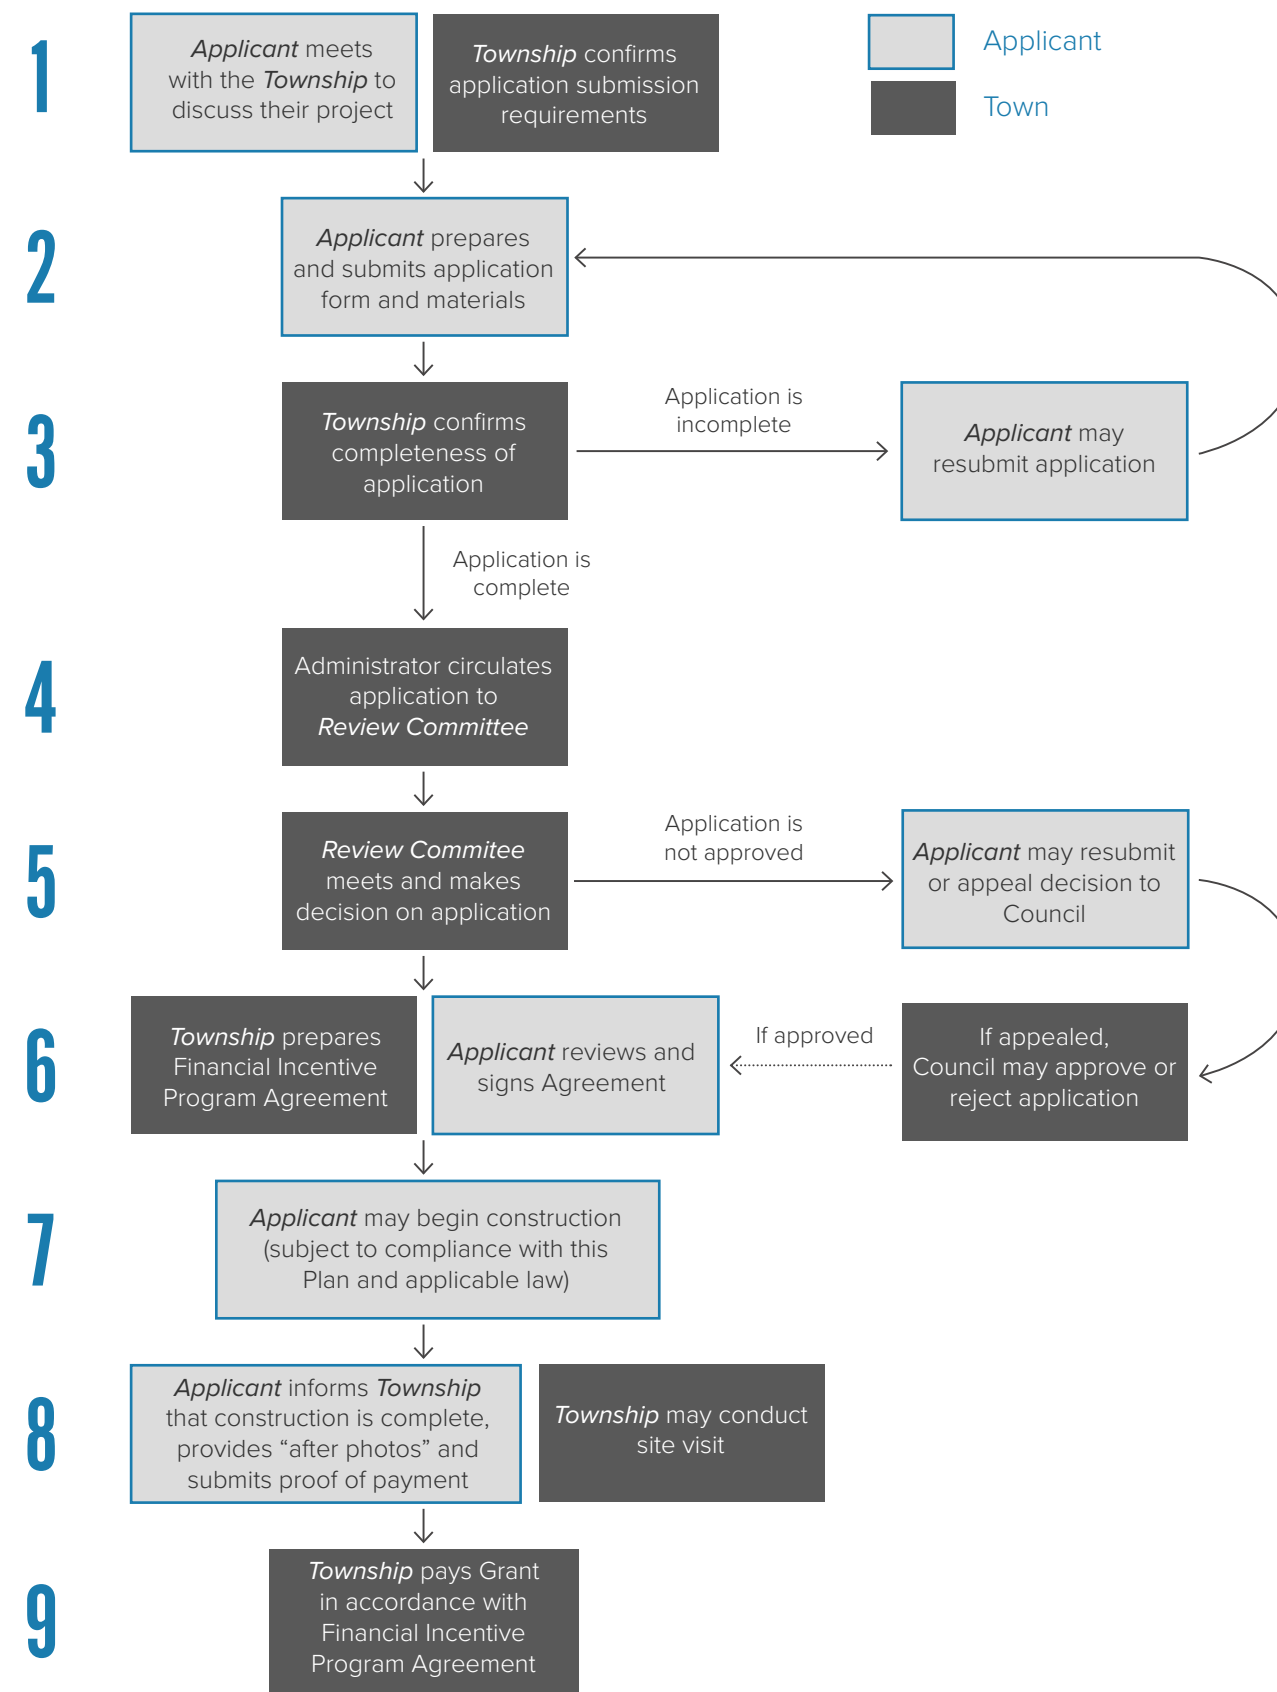 1
Applicant meets
with the Township to
discuss their project
Township confirms
application submission
requirements
Applicant
Town
2
Applicant prepares
and submits application
form and materials
3
Township confirms
completeness of
application
Application is
incomplete
Applicant may
resubmit application
Application is
complete
4
Administrator circulates
application to
Review Committee
5
Review Commitee
meets and makes
decision on application
Application is
not approved
Applicant may resubmit
or appeal decision to
Council
6
Township prepares
Financial Incentive
Program Agreement
Applicant reviews and
signs Agreement
If approved
If appealed,
Council may approve or
reject application
7
Applicant may begin construction
(subject to compliance with this
Plan and applicable law)
8
Applicant informs Township
that construction is complete,
provides “after photos” and
submits proof of payment
Township may conduct
site visit
9
Township pays Grant
in accordance with
Financial Incentive
Program Agreement